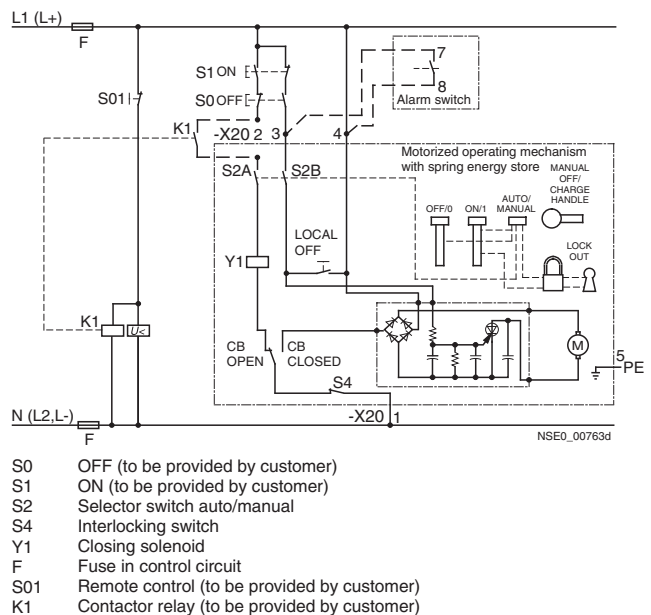 L1 (L+)
F
S1 ON
7
8
Alarm switch
S01
S0 OFF
K1
-X20 2 3 4
Motorized operating mechanism
with spring energy store
S2A
S2B
MANUAL
OFF/
CHARGE
HANDLE
AUTO/
MANUAL
OFF/0
ON/1
LOCAL
OFF
LOCK
OUT
Y1
K1
U<
CB
OPEN
CB
CLOSED
M
5
PE
S4
N (L2,L-)
F
-X20 1
NSE0_00763d
S0 OFF (to be provided by customer)
S1 ON (to be provided by customer)
S2 Selector switch auto/manual
S4 Interlocking switch
Y1 Closing solenoid
F Fuse in control circuit
S01 Remote control (to be provided by customer)
K1 Contactor relay (to be provided by customer)